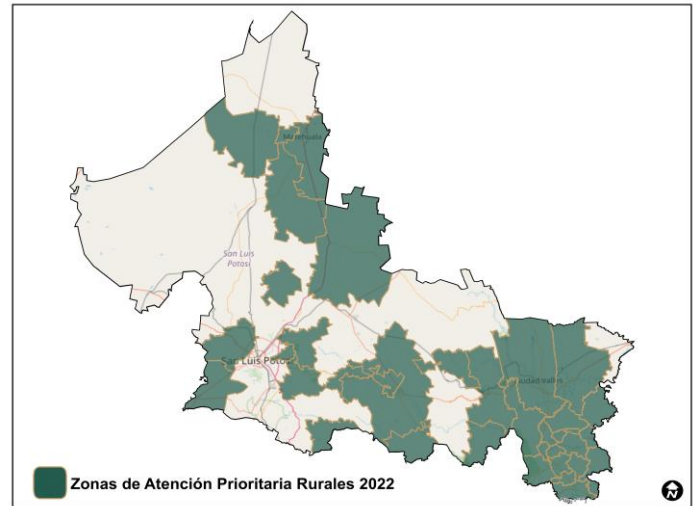 Matehuala
San Luis
Potosí
San Luis Potosí
Ciudad Valles
Zonas de Atención Prioritaria Rurales 2022
N